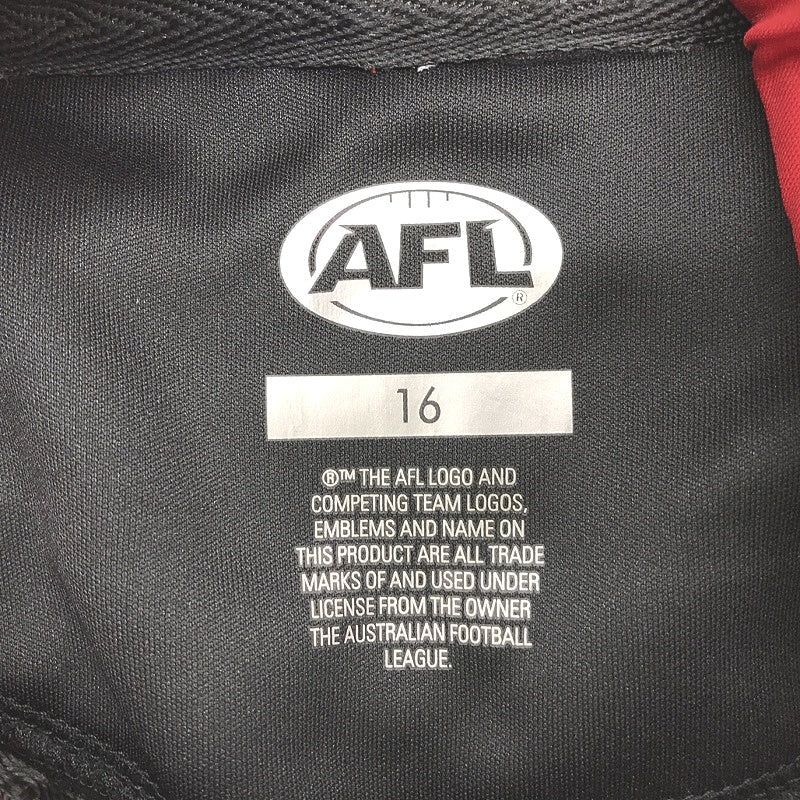 AFL
®
16
®™ THE AFL LOGO AND
COMPETING TEAM LOGOS,
EMBLEMS AND NAME ON
THIS PRODUCT ARE ALL TRADE
MARKS OF AND USED UNDER
LICENSE FROM THE OWNER
THE AUSTRALIAN FOOTBALL
LEAGUE.